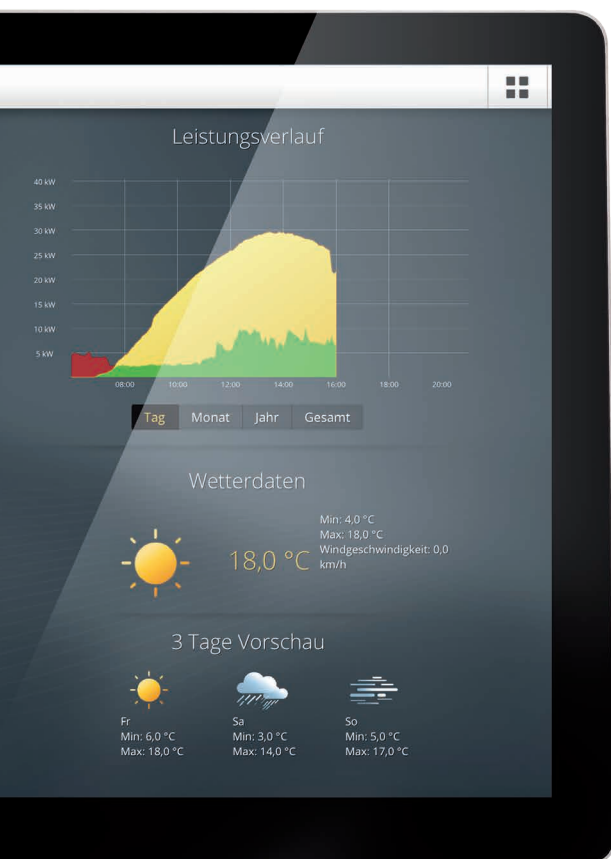 Leistungsverlauf
40 kW
35 kW
30 kW
25 kW
20 kW
15 kW
10 kW
5 kW
08:00 10:00 12:00 14:00 16:00 18:00 20:00
Tag Monat Jahr Gesamt
Wetterdaten
Min: 4,0 °C
Max: 18,0 °C
Windgeschwindigkeit: 0,0
km/h
18,0 °C
3 Tage Vorschau
Fr Sa So
Min: 6,0 °C Min: 3,0 °C Min: 5,0 °C
Max: 18,0 °C Max: 14,0 °C Max: 17,0 °C